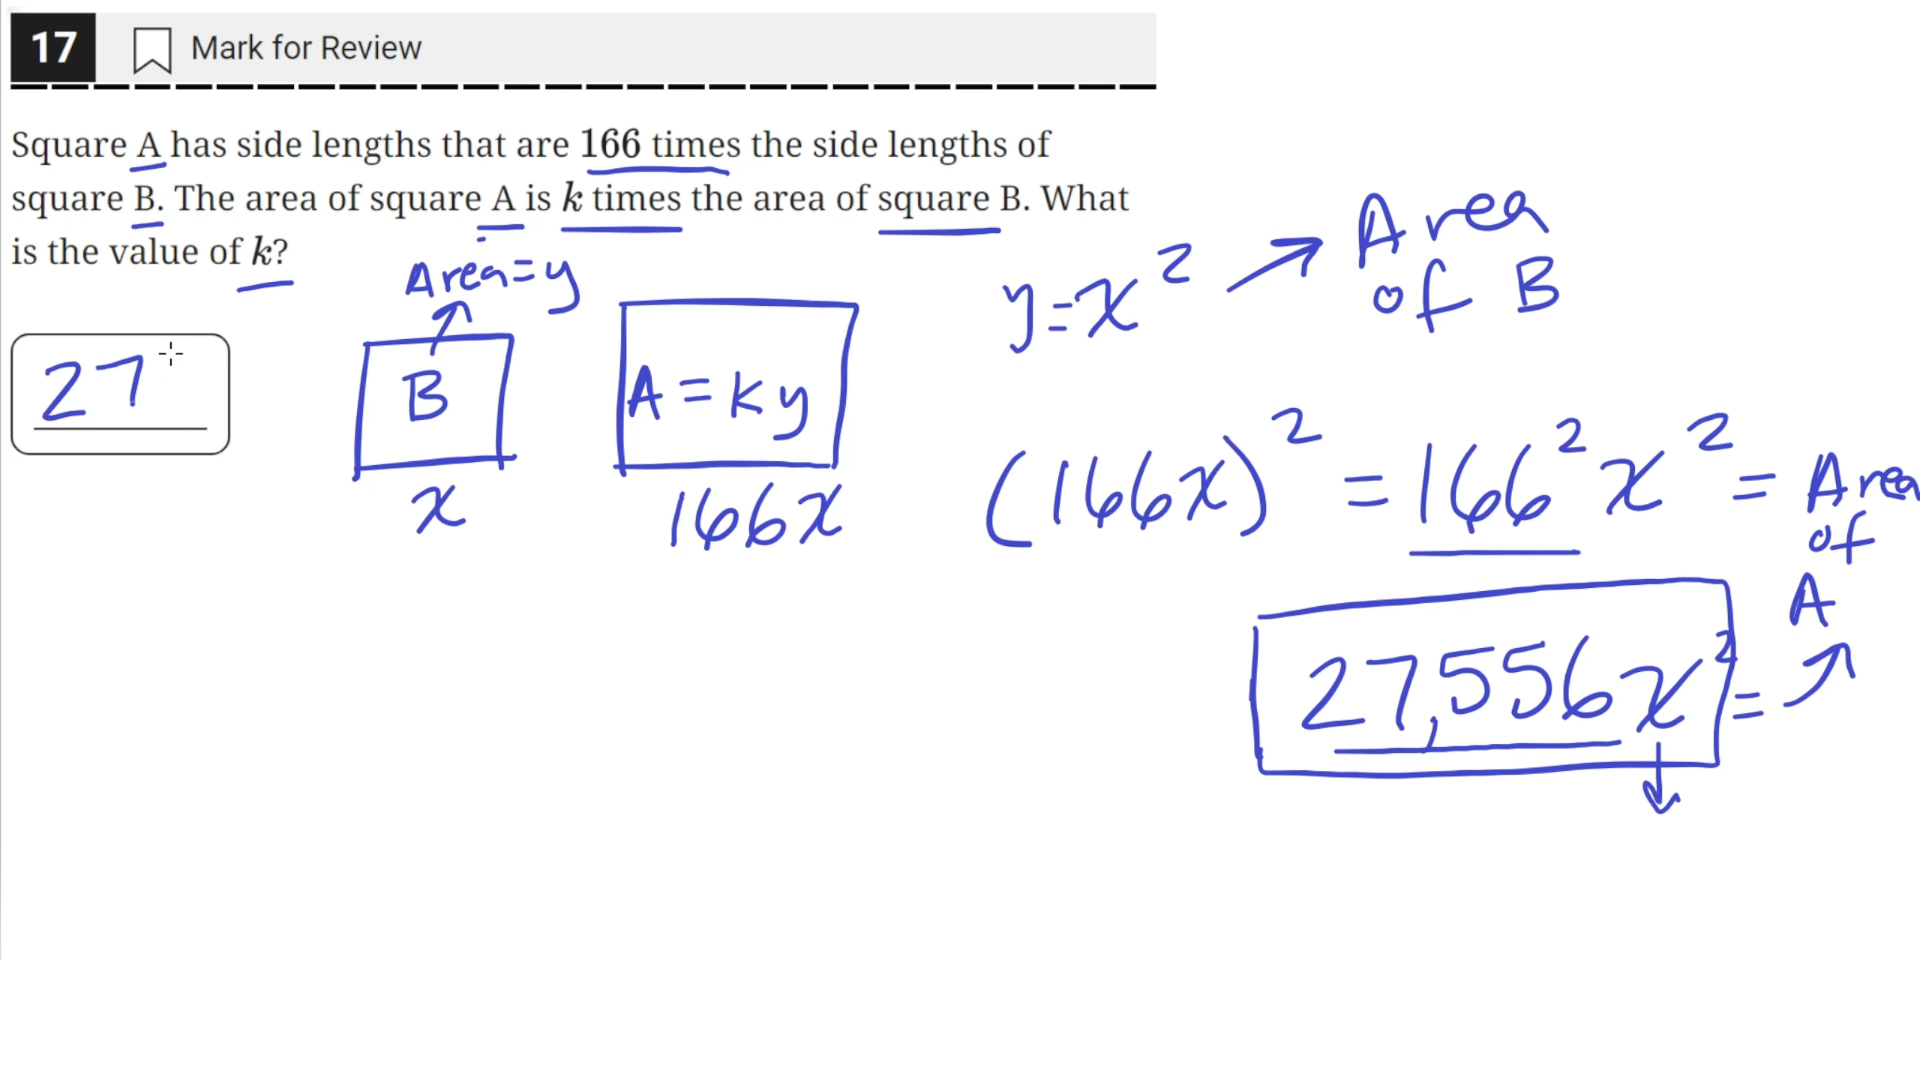 17 Mark for Review
Square A has side lengths that are 166 times the side lengths of
square B. The area of square A is k times the area of square B. What
is the value of k?
27
Area=y
B
x
A = ky
166x
y=x² → Area
of B
(166x)² = 166²x² = Area
of
A
27,556x² =